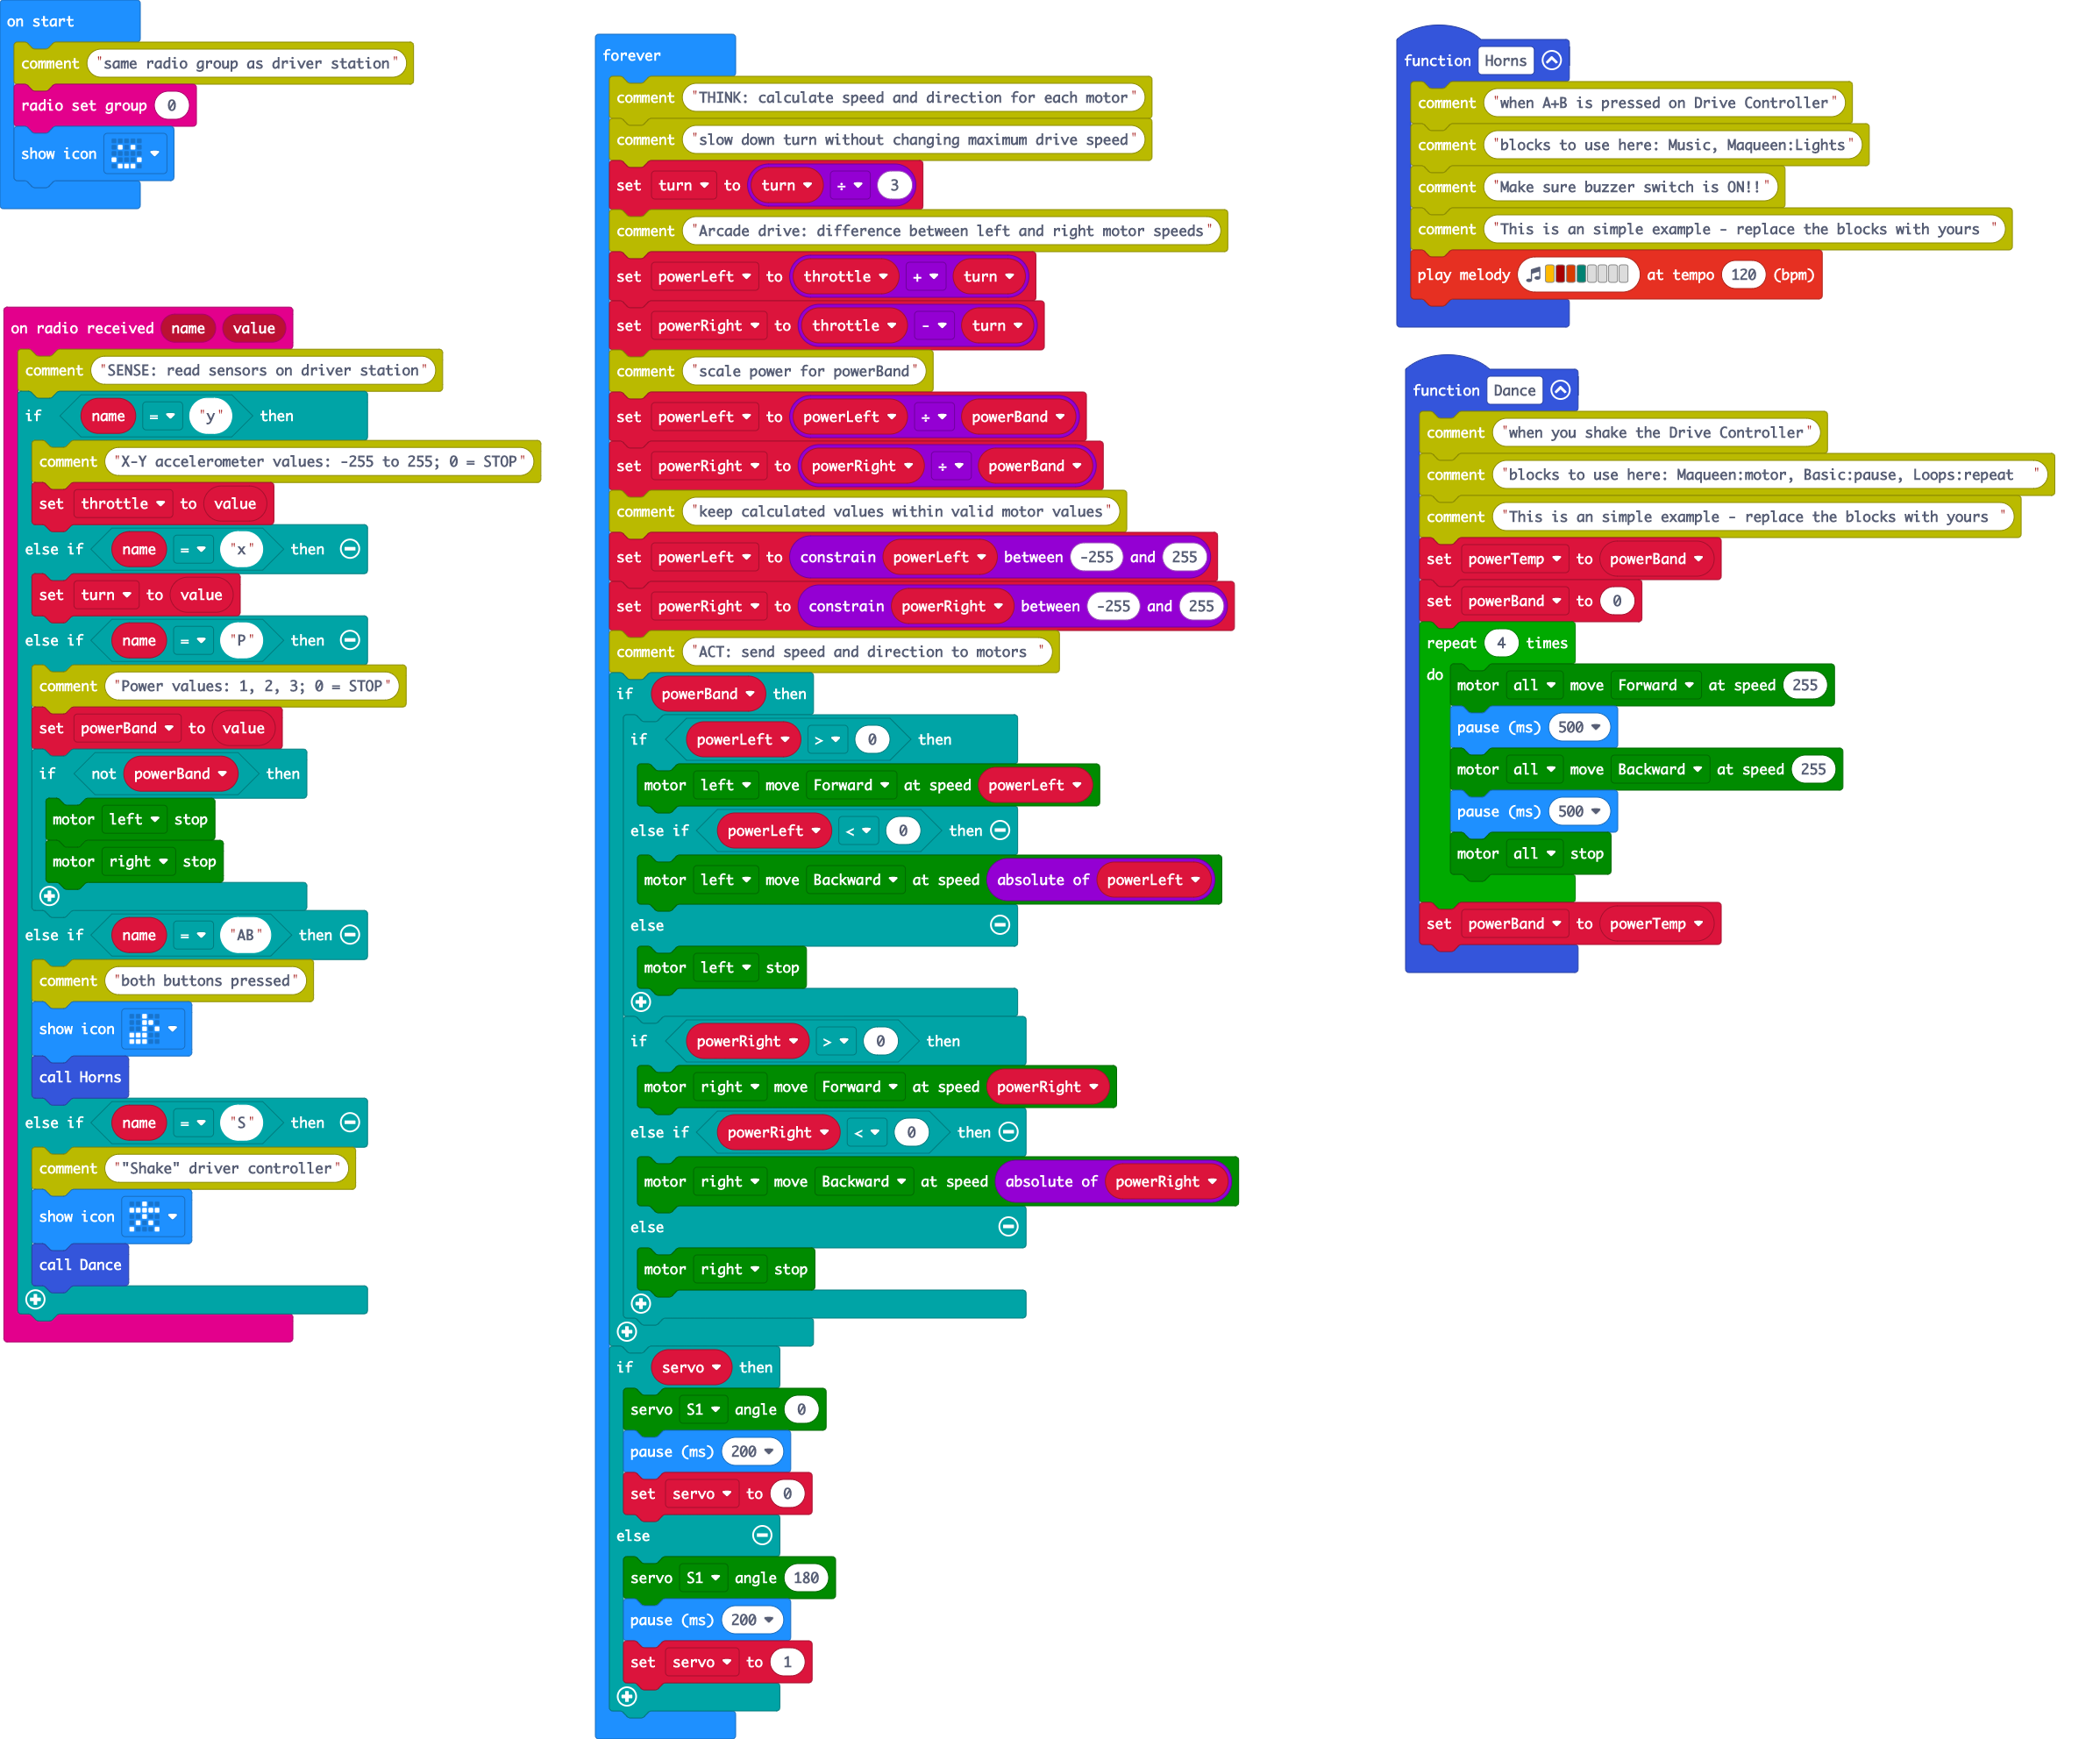 on start
comment "same radio group as driver station"
radio set group 0
show icon
on radio received name value
comment "SENSE: read sensors on driver station"
if name = "y" then
comment "X-Y accelerometer values: -255 to 255; 0 = STOP"
set throttle to value
else if name = "x" then
set turn to value
else if name = "P" then
comment "Power values: 1, 2, 3; 0 = STOP"
set powerBand to value
if not powerBand then
motor left stop
motor right stop
else if name = "AB" then
comment "both buttons pressed"
show icon
call Horns
else if name = "S" then
comment ""Shake" driver controller"
show icon
call Dance
forever
comment "THINK: calculate speed and direction for each motor"
comment "slow down turn without changing maximum drive speed"
set turn to turn ÷ 3
comment "Arcade drive: difference between left and right motor speeds"
set powerLeft to throttle + turn
set powerRight to throttle - turn
comment "scale power for powerBand"
set powerLeft to powerLeft ÷ powerBand
set powerRight to powerRight ÷ powerBand
comment "keep calculated values within valid motor values"
set powerLeft to constrain powerLeft between -255 and 255
set powerRight to constrain powerRight between -255 and 255
comment "ACT: send speed and direction to motors "
if powerBand then
if powerLeft > 0 then
motor left move Forward at speed powerLeft
else if powerLeft < 0 then
motor left move Backward at speed absolute of powerLeft
else
motor left stop
if powerRight > 0 then
motor right move Forward at speed powerRight
else if powerRight < 0 then
motor right move Backward at speed absolute of powerRight
else
motor right stop
if servo then
servo S1 angle 0
pause (ms) 200
set servo to 0
else
servo S1 angle 180
pause (ms) 200
set servo to 1
function Horns
comment "when A+B is pressed on Drive Controller"
comment "blocks to use here: Music, Maqueen:Lights"
comment "Make sure buzzer switch is ON!!"
comment "This is an simple example - replace the blocks with yours "
play melody at tempo 120 (bpm)
function Dance
comment "when you shake the Drive Controller"
comment "blocks to use here: Maqueen:motor, Basic:pause, Loops:repeat "
comment "This is an simple example - replace the blocks with yours "
set powerTemp to powerBand
set powerBand to 0
repeat 4 times
do
motor all move Forward at speed 255
pause (ms) 500
motor all move Backward at speed 255
pause (ms) 500
motor all stop
set powerBand to powerTemp